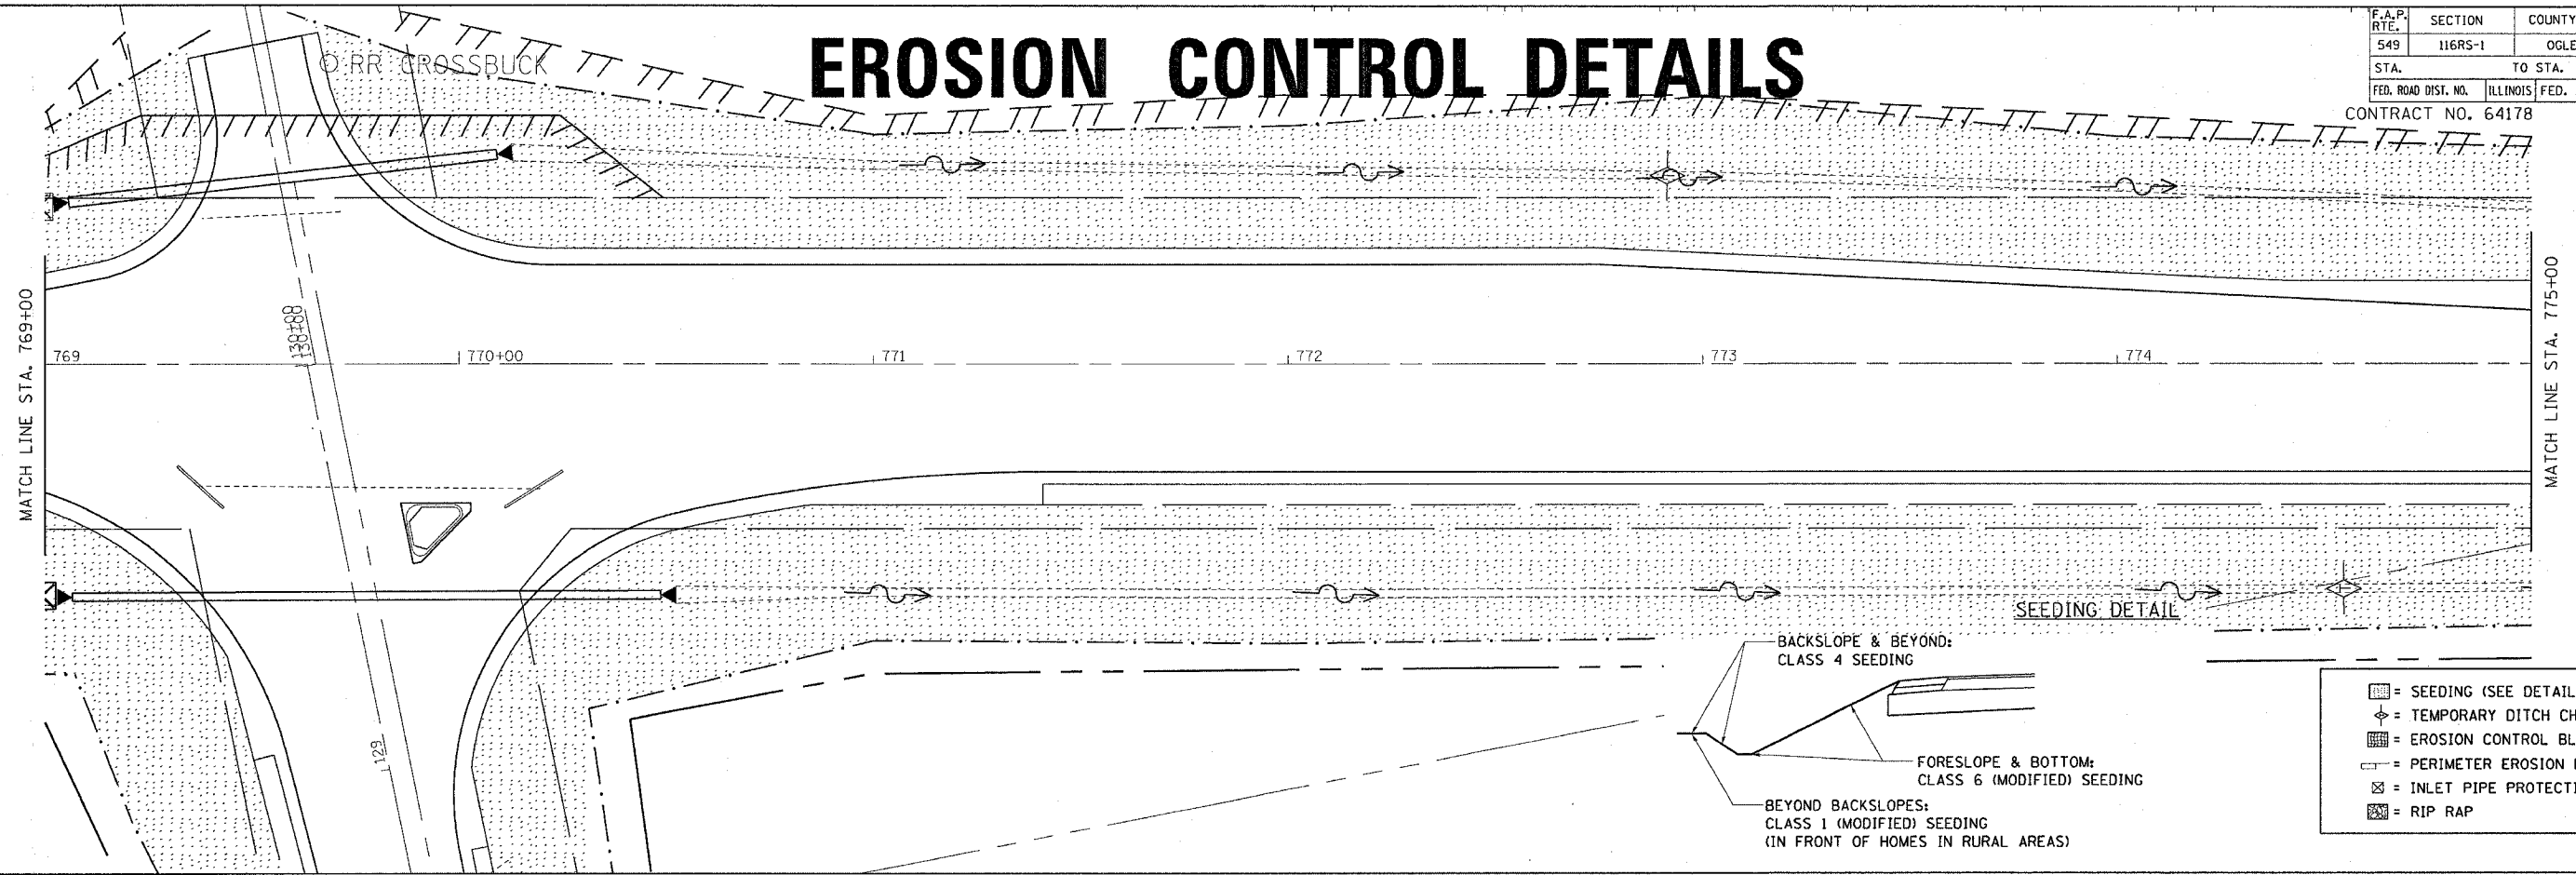 EROSION CONTROL DETAILS
F.A.P. RTE. SECTION COUNTY
549 116RS-1 OGLE
STA. TO STA.
FED. ROAD DIST. NO. ILLINOIS FED.
CONTRACT NO. 64178
RR CROSSBUCK
MATCH LINE STA. 769+00
MATCH LINE STA. 775+00
769
770+00
771
772
773
774
129
SEEDING DETAIL
BACKSLOPE & BEYOND:
CLASS 4 SEEDING
FORESLOPE & BOTTOM:
CLASS 6 (MODIFIED) SEEDING
BEYOND BACKSLOPES:
CLASS 1 (MODIFIED) SEEDING
(IN FRONT OF HOMES IN RURAL AREAS)
= SEEDING (SEE DETAIL
= TEMPORARY DITCH CH
= EROSION CONTROL BL
= PERIMETER EROSION
= INLET PIPE PROTECTI
= RIP RAP